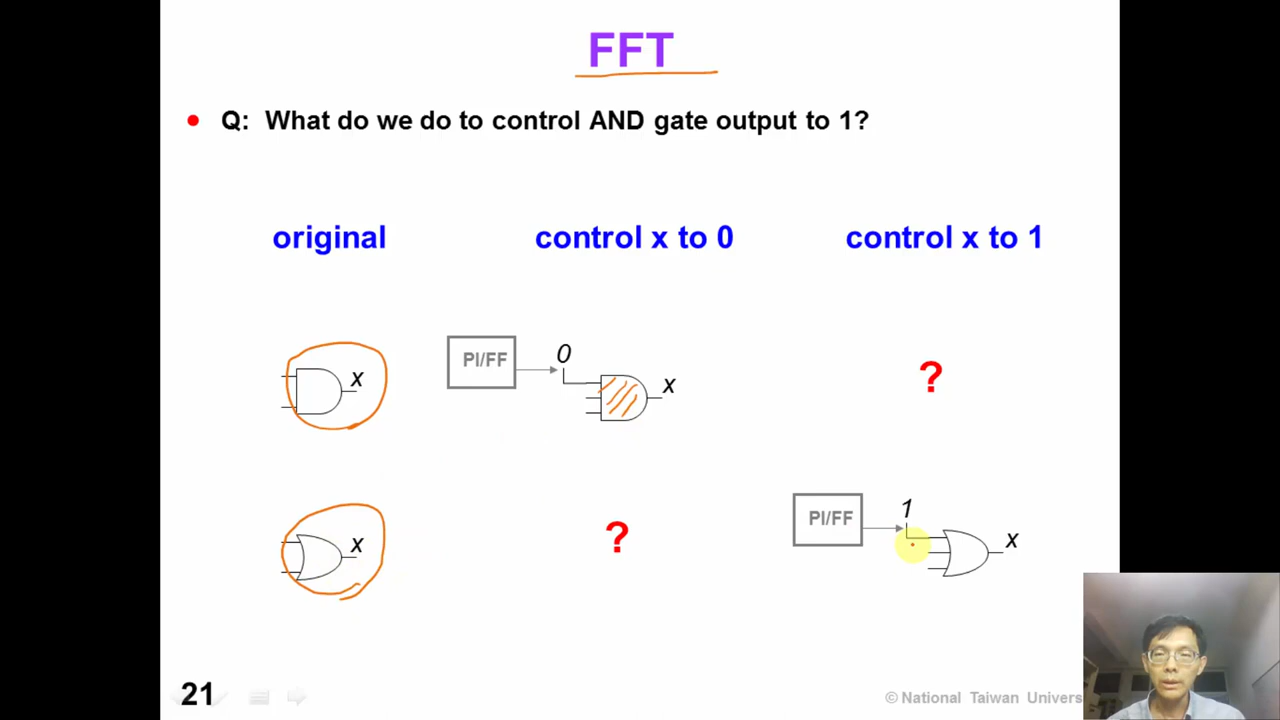 FFT
Q: What do we do to control AND gate output to 1?
original control x to 0 control x to 1
x PI/FF 0 x ?
x ? PI/FF 1 x
21 © National Taiwan Univers